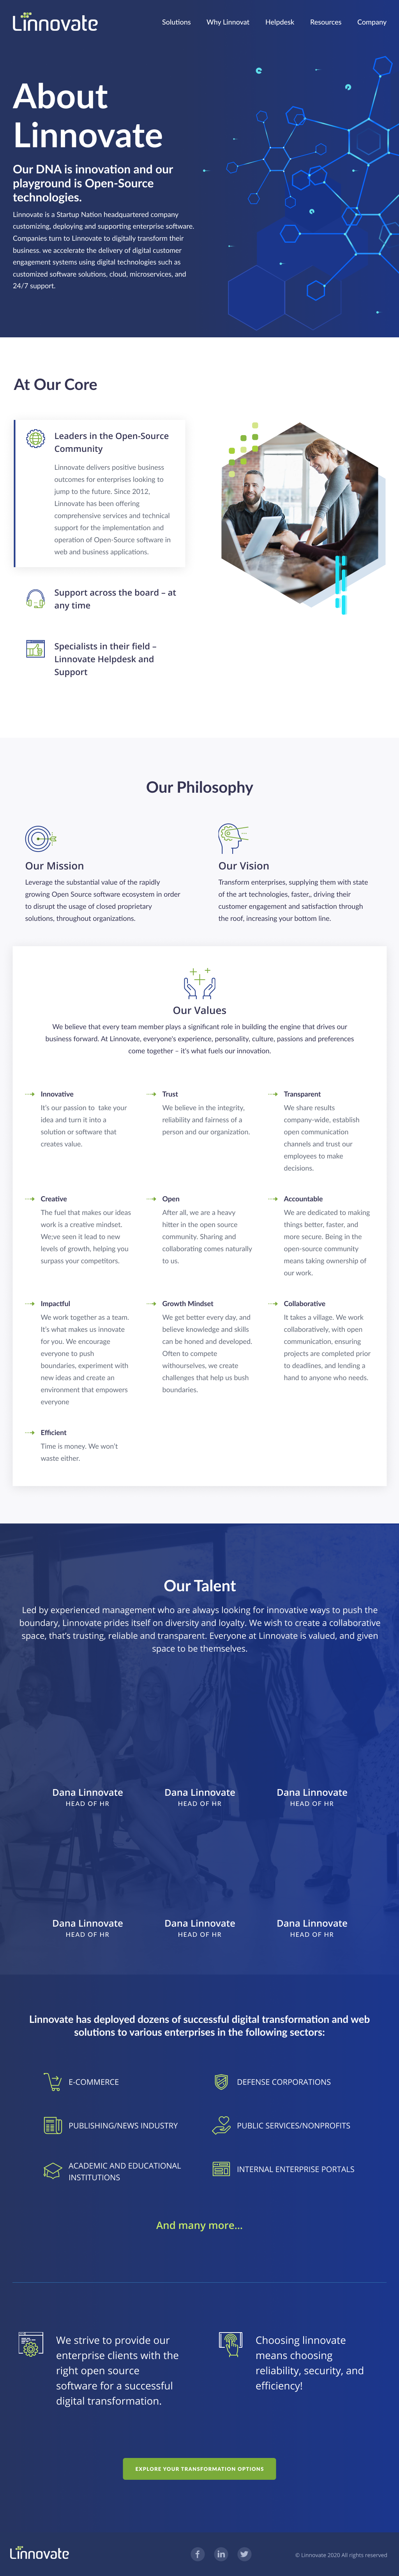 Linnovate
Solutions Why Linnovat Helpdesk Resources Company
About
Linnovate
Our DNA is innovation and our
playground is Open-Source
technologies.
Linnovate is a Startup Nation headquartered company
customizing, deploying and supporting enterprise software.
Companies turn to Linnovate to digitally transform their
business. we accelerate the delivery of digital customer
engagement systems using digital technologies such as
customized software solutions, cloud, microservices, and
24/7 support.
At Our Core
Leaders in the Open-Source
Community
Linnovate delivers positive business
outcomes for enterprises looking to
jump to the future. Since 2012,
Linnovate has been offering
comprehensive services and technical
support for the implementation and
operation of Open-Source software in
web and business applications.
Support across the board – at
any time
Specialists in their field –
Linnovate Helpdesk and
Support
Our Philosophy
Our Mission
Leverage the substantial value of the rapidly
growing Open Source software ecosystem in order
to disrupt the usage of closed proprietary
solutions, throughout organizations.
Our Vision
Transform enterprises, supplying them with state
of the art technologies, faster,, driving their
customer engagement and satisfaction through
the roof, increasing your bottom line.
Our Values
We believe that every team member plays a significant role in building the engine that drives our
business forward. At Linnovate, everyone's experience, personality, culture, passions and preferences
come together – it's what fuels our innovation.
Innovative
It's our passion to take your
idea and turn it into a
solution or software that
creates value.
Trust
We believe in the integrity,
reliability and fairness of a
person and our organization.
Transparent
We share results
company-wide, establish
open communication
channels and trust our
employees to make
decisions.
Creative
The fuel that makes our ideas
work is a creative mindset.
We;ve seen it lead to new
levels of growth, helping you
surpass your competitors.
Open
After all, we are a heavy
hitter in the open source
community. Sharing and
collaborating comes naturally
to us.
Accountable
We are dedicated to making
things better, faster, and
more secure. Being in the
open-source community
means taking ownership of
our work.
Impactful
We work together as a team.
It's what makes us innovate
for you. We encourage
everyone to push
boundaries, experiment with
new ideas and create an
environment that empowers
everyone
Growth Mindset
We get better every day, and
believe knowledge and skills
can be honed and developed.
Often to compete
withourselves, we create
challenges that help us bush
boundaries.
Collaborative
It takes a village. We work
collaboratively, with open
communication, ensuring
projects are completed prior
to deadlines, and lending a
hand to anyone who needs.
Efficient
Time is money. We won't
waste either.
Our Talent
Led by experienced management who are always looking for innovative ways to push the
boundary, Linnovate prides itself on diversity and loyalty. We wish to create a collaborative
space, that's trusting, reliable and transparent. Everyone at Linnovate is valued, and given
space to be themselves.
Dana Linnovate Dana Linnovate Dana Linnovate
HEAD OF HR HEAD OF HR HEAD OF HR
Dana Linnovate Dana Linnovate Dana Linnovate
HEAD OF HR HEAD OF HR HEAD OF HR
Linnovate has deployed dozens of successful digital transformation and web
solutions to various enterprises in the following sectors:
E-COMMERCE
DEFENSE CORPORATIONS
PUBLISHING/NEWS INDUSTRY
PUBLIC SERVICES/NONPROFITS
ACADEMIC AND EDUCATIONAL
INSTITUTIONS
INTERNAL ENTERPRISE PORTALS
And many more...
We strive to provide our
enterprise clients with the
right open source
software for a successful
digital transformation.
Choosing linnovate
means choosing
reliability, security, and
efficiency!
EXPLORE YOUR TRANSFORMATION OPTIONS
Linnovate
© Linnovate 2020 All rights reserved